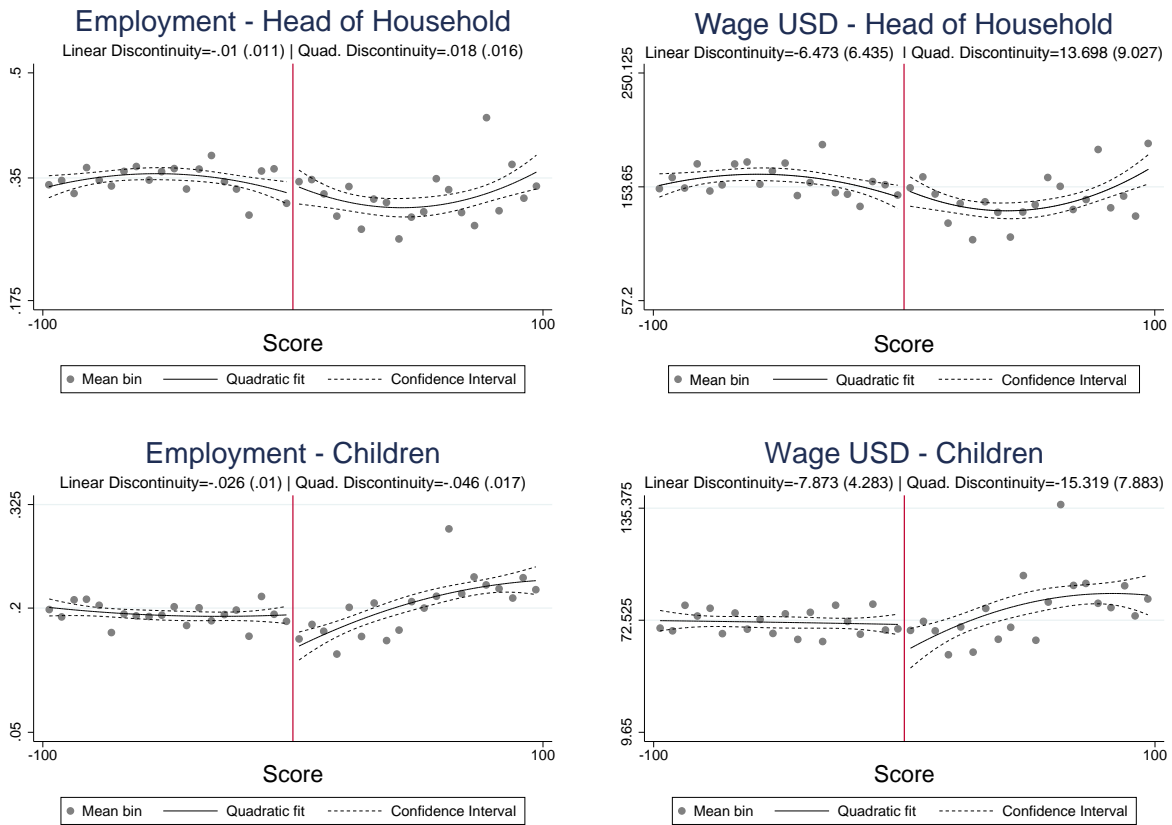 Employment - Head of Household
Linear Discontinuity=-.01 (.011) | Quad. Discontinuity=.018 (.016)
.5
.35
.175
-100
100
Score
Mean bin
Quadratic fit
Confidence Interval
Wage USD - Head of Household
Linear Discontinuity=-6.473 (6.435) | Quad. Discontinuity=13.698 (9.027)
250.125
153.65
57.2
-100
100
Score
Mean bin
Quadratic fit
Confidence Interval
Employment - Children
Linear Discontinuity=-.026 (.01) | Quad. Discontinuity=-.046 (.017)
.325
.2
.05
-100
100
Score
Mean bin
Quadratic fit
Confidence Interval
Wage USD - Children
Linear Discontinuity=-7.873 (4.283) | Quad. Discontinuity=-15.319 (7.883)
135.375
72.525
9.65
-100
100
Score
Mean bin
Quadratic fit
Confidence Interval